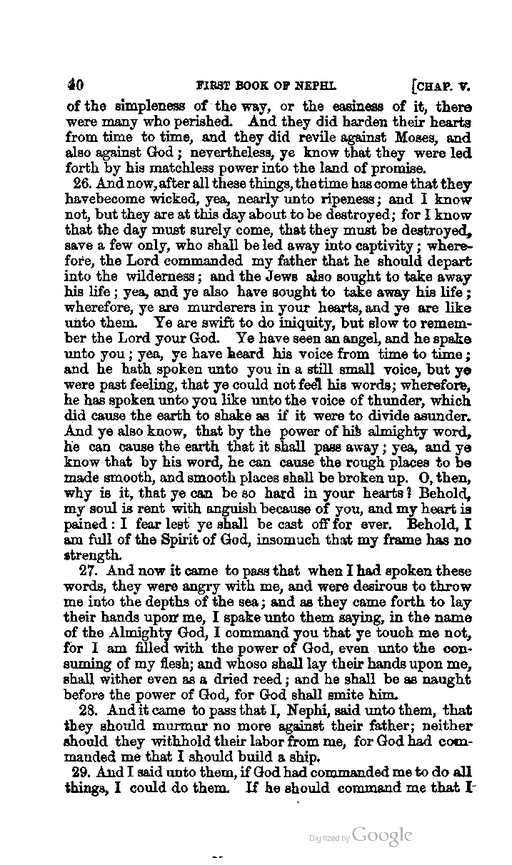 40 FIRST BOOK OF NEPHI. [CHAP. V.
of the simpleness of the way, or the easiness of it, there
were many who perished. And they did harden their hearts
from time to time, and they did revile against Moses, and
also against God; nevertheless, ye know that they were led
forth by his matchless power into the land of promise.
26. And now, after all these things, the time has come that they
have become wicked, yea, nearly unto ripeness; and I know
not, but they are at this day about to be destroyed; for I know
that the day must surely come, that they must be destroyed,
save a few only, who shall be led away into captivity; where-
fore, the Lord commanded my father that he should depart
into the wilderness; and the Jews also sought to take away
his life; yea, and ye also have sought to take away his life;
wherefore, ye are murderers in your hearts, and ye are like
unto them. Ye are swift to do iniquity, but slow to remem-
ber the Lord your God. Ye have seen an angel, and he spake
unto you; yea, ye have heard his voice from time to time;
and he hath spoken unto you in a still small voice, but ye
were past feeling, that ye could not feel his words; wherefore,
he has spoken unto you like unto the voice of thunder, which
did cause the earth to shake as if it were to divide asunder.
And ye also know, that by the power of his almighty word,
he can cause the earth that it shall pass away; yea, and ye
know that by his word, he can cause the rough places to be
made smooth, and smooth places shall be broken up. O, then,
why is it, that ye can be so hard in your hearts? Behold,
my soul is rent with anguish because of you, and my heart is
pained: I fear lest ye shall be cast off for ever. Behold, I
am full of the Spirit of God, insomuch that my frame has no
strength.
27. And now it came to pass that when I had spoken these
words, they were angry with me, and were desirous to throw
me into the depths of the sea; and as they came forth to lay
their hands upon me, I spake unto them saying, in the name
of the Almighty God, I command you that ye touch me not,
for I am filled with the power of God, even unto the con-
suming of my flesh; and whoso shall lay their hands upon me,
shall wither even as a dried reed; and he shall be as naught
before the power of God, for God shall smite him.
28. And it came to pass that I, Nephi, said unto them, that
they should murmur no more against their father; neither
should they withhold their labor from me, for God had com-
manded me that I should build a ship.
29. And I said unto them, if God had commanded me to do all
things, I could do them. If he should command me that I
Digitized by Google